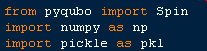 from pyqubo import Spin
import numpy as np
import pickle as pkl